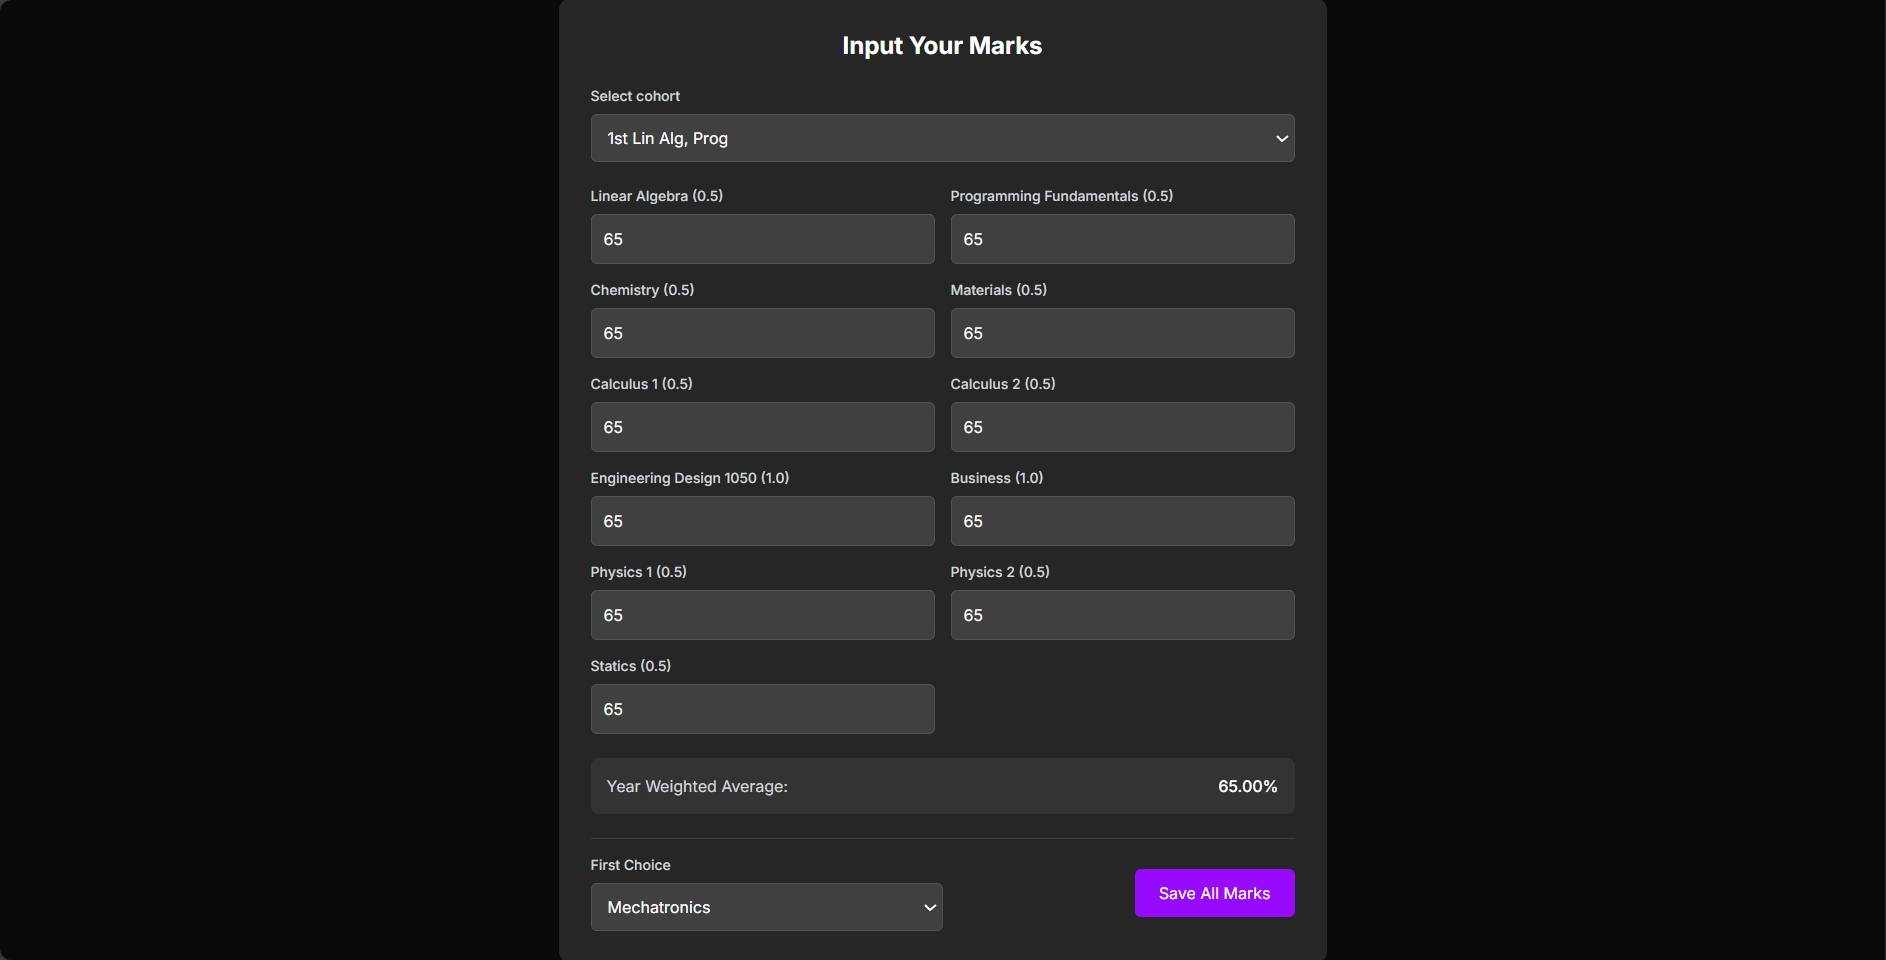 Input Your Marks
Select cohort
1st Lin Alg, Prog
Linear Algebra (0.5)
Programming Fundamentals (0.5)
65
65
Chemistry (0.5)
Materials (0.5)
65
65
Calculus 1 (0.5)
Calculus 2 (0.5)
65
65
Engineering Design 1050 (1.0)
Business (1.0)
65
65
Physics 1 (0.5)
Physics 2 (0.5)
65
65
Statics (0.5)
65
Year Weighted Average:
65.00%
First Choice
Mechatronics
Save All Marks